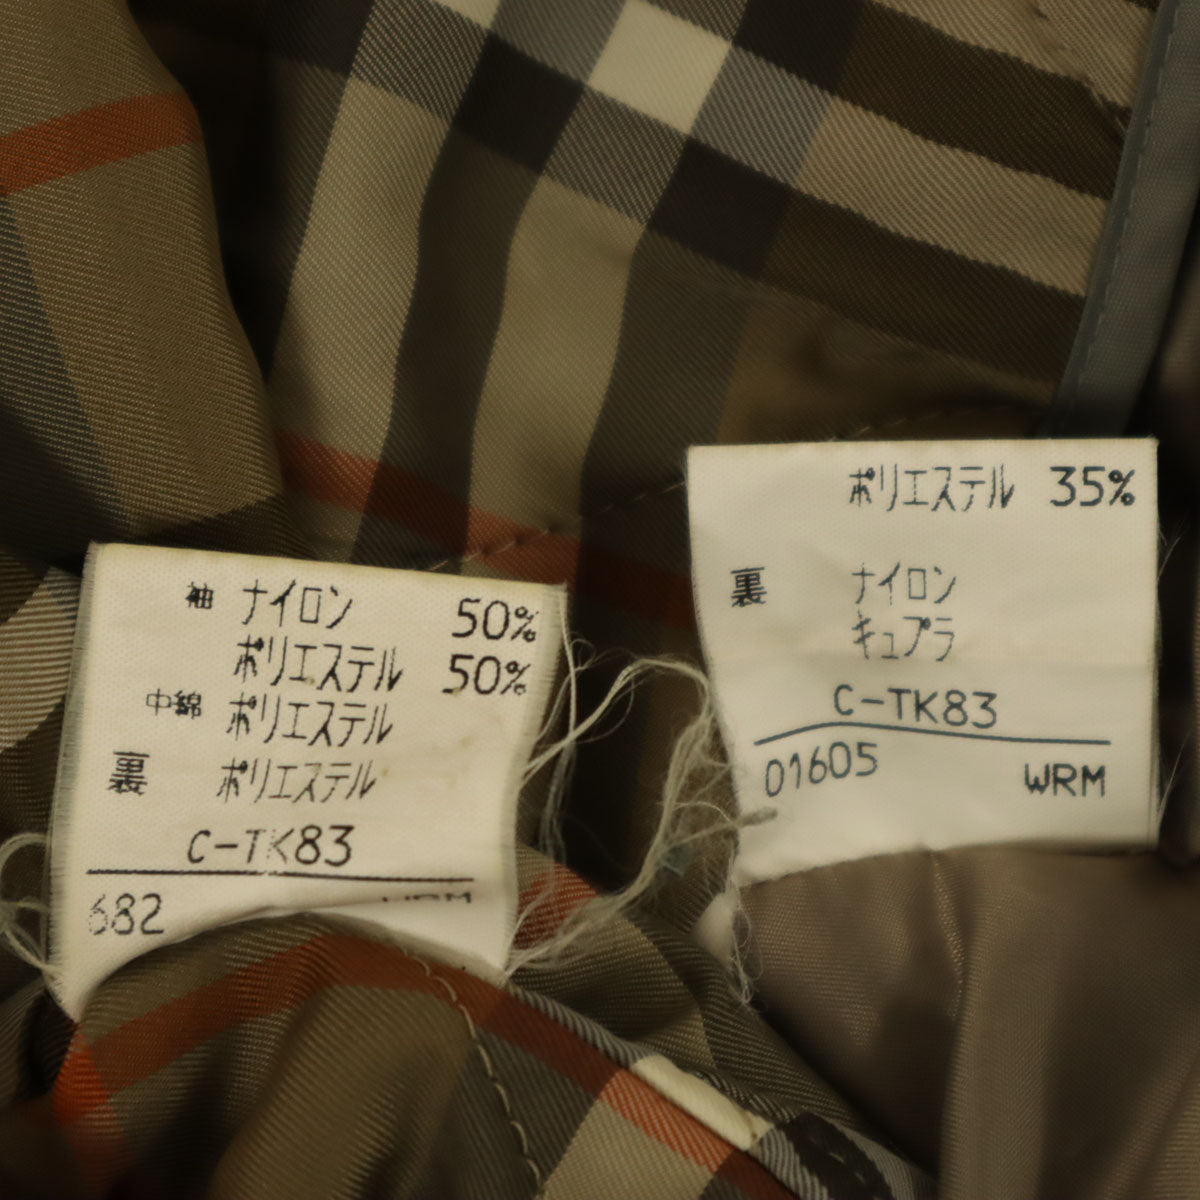 袖 ナイロン 50%
ポリエステル 50%
中綿 ポリエステル
裏 ポリエステル
C-TK83
682 WRM
ポリエステル 35%
裏 ナイロン
キュプラ
C-TK83
01605 WRM